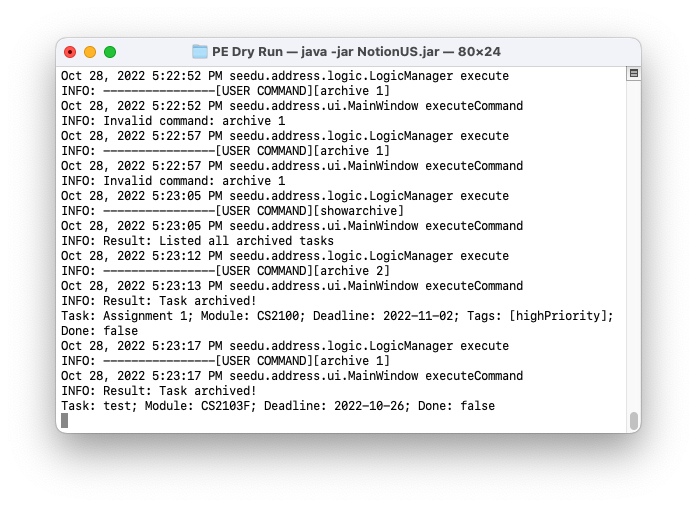 PE Dry Run — java -jar NotionUS.jar — 80×24
Oct 28, 2022 5:22:52 PM seedu.address.logic.LogicManager execute
INFO: ----------------[USER COMMAND][archive 1]
Oct 28, 2022 5:22:52 PM seedu.address.ui.MainWindow executeCommand
INFO: Invalid command: archive 1
Oct 28, 2022 5:22:57 PM seedu.address.logic.LogicManager execute
INFO: ----------------[USER COMMAND][archive 1]
Oct 28, 2022 5:22:57 PM seedu.address.ui.MainWindow executeCommand
INFO: Invalid command: archive 1
Oct 28, 2022 5:23:05 PM seedu.address.logic.LogicManager execute
INFO: ----------------[USER COMMAND][showarchive]
Oct 28, 2022 5:23:05 PM seedu.address.ui.MainWindow executeCommand
INFO: Result: Listed all archived tasks
Oct 28, 2022 5:23:12 PM seedu.address.logic.LogicManager execute
INFO: ----------------[USER COMMAND][archive 2]
Oct 28, 2022 5:23:13 PM seedu.address.ui.MainWindow executeCommand
INFO: Result: Task archived!
Task: Assignment 1; Module: CS2100; Deadline: 2022-11-02; Tags: [highPriority];
Done: false
Oct 28, 2022 5:23:17 PM seedu.address.logic.LogicManager execute
INFO: ----------------[USER COMMAND][archive 1]
Oct 28, 2022 5:23:17 PM seedu.address.ui.MainWindow executeCommand
INFO: Result: Task archived!
Task: test; Module: CS2103F; Deadline: 2022-10-26; Done: false